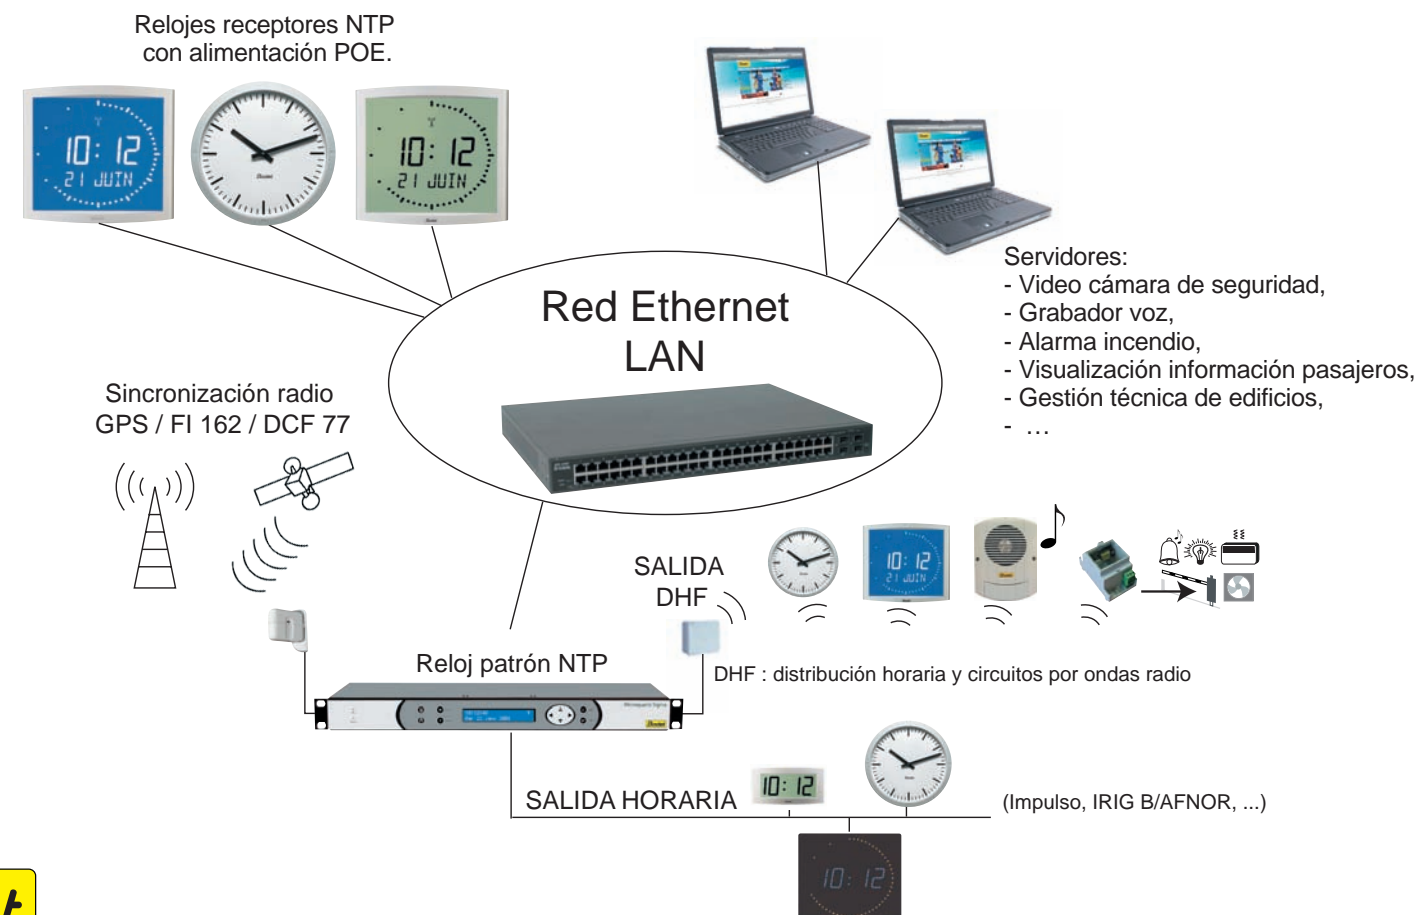 Relojes receptores NTP
con alimentación POE.
10:12
21 JUIN
10:12
21 JUIN
Servidores:
- Video cámara de seguridad,
- Grabador voz,
- Alarma incendio,
- Visualización información pasajeros,
- Gestión técnica de edificios,
- ...
Red Ethernet
LAN
Sincronización radio
GPS / FI 162 / DCF 77
SALIDA
DHF
10:12
21 JUIN
DHF : distribución horaria y circuitos por ondas radio
Reloj patrón NTP
SALIDA HORARIA
10:12
(Impulso, IRIG B/AFNOR, ...)
10:12